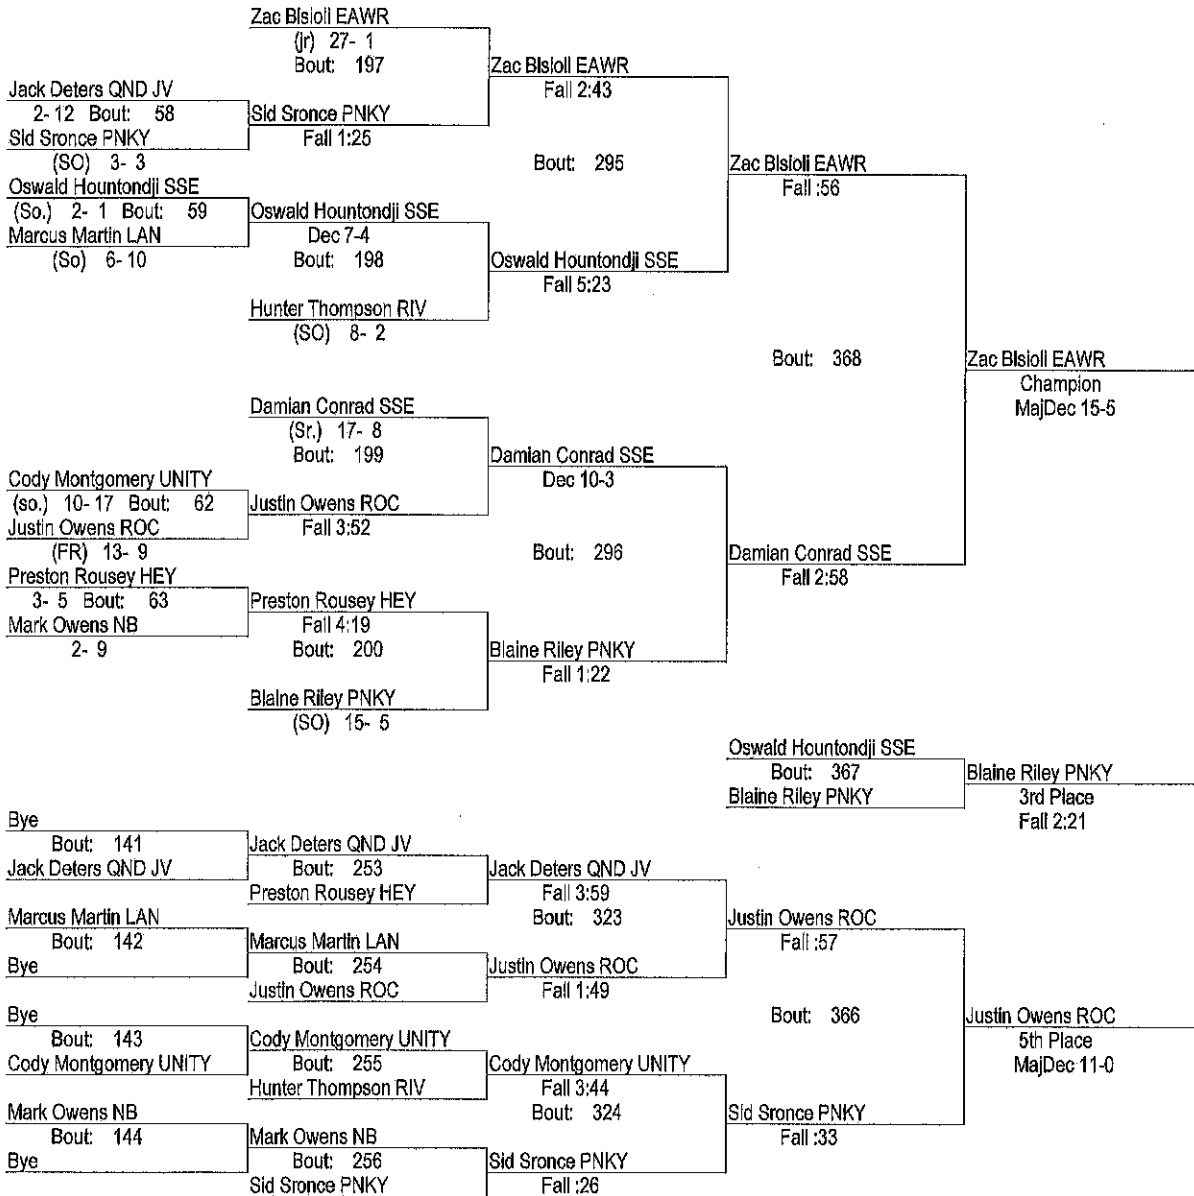 Zac Blsloll EAWR
(jr) 27- 1
Bout: 197
Zac Blsloll EAWR
Fall 2:43
Jack Deters QND JV
2- 12 Bout: 58
Sid Sronce PNKY
Fall 1:25
Sid Sronce PNKY
(SO) 3- 3
Bout: 295
Zac Blsloll EAWR
Fall :56
Oswald Hountondji SSE
(So.) 2- 1 Bout: 59
Oswald Hountondji SSE
Dec 7-4
Marcus Martin LAN
(So) 6- 10
Bout: 198
Oswald Hountondji SSE
Fall 5:23
Hunter Thompson RIV
(SO) 8- 2
Bout: 368
Zac Blsloll EAWR
Champion
MajDec 15-5
Damian Conrad SSE
(Sr.) 17- 8
Bout: 199
Damian Conrad SSE
Dec 10-3
Cody Montgomery UNITY
(so.) 10- 17 Bout: 62
Justin Owens ROC
Fall 3:52
Justin Owens ROC
(FR) 13- 9
Bout: 296
Damian Conrad SSE
Fall 2:58
Preston Rousey HEY
3- 5 Bout: 63
Preston Rousey HEY
Fall 4:19
Mark Owens NB
2- 9
Bout: 200
Blaine Riley PNKY
Fall 1:22
Blaine Riley PNKY
(SO) 15- 5
Oswald Hountondji SSE
Bout: 367
Blaine Riley PNKY
3rd Place
Fall 2:21
Blaine Riley PNKY
Bye
Bout: 141
Jack Deters QND JV
Jack Deters QND JV
Bout: 253
Preston Rousey HEY
Jack Deters QND JV
Fall 3:59
Bout: 323
Marcus Martin LAN
Bout: 142
Bye
Marcus Martin LAN
Bout: 254
Justin Owens ROC
Justin Owens ROC
Fall 1:49
Justin Owens ROC
Fall :57
Bout: 366
Justin Owens ROC
5th Place
MajDec 11-0
Bye
Bout: 143
Cody Montgomery UNITY
Cody Montgomery UNITY
Bout: 255
Hunter Thompson RIV
Cody Montgomery UNITY
Fall 3:44
Bout: 324
Sid Sronce PNKY
Fall :33
Mark Owens NB
Bout: 144
Bye
Mark Owens NB
Bout: 256
Sid Sronce PNKY
Sid Sronce PNKY
Fall :26